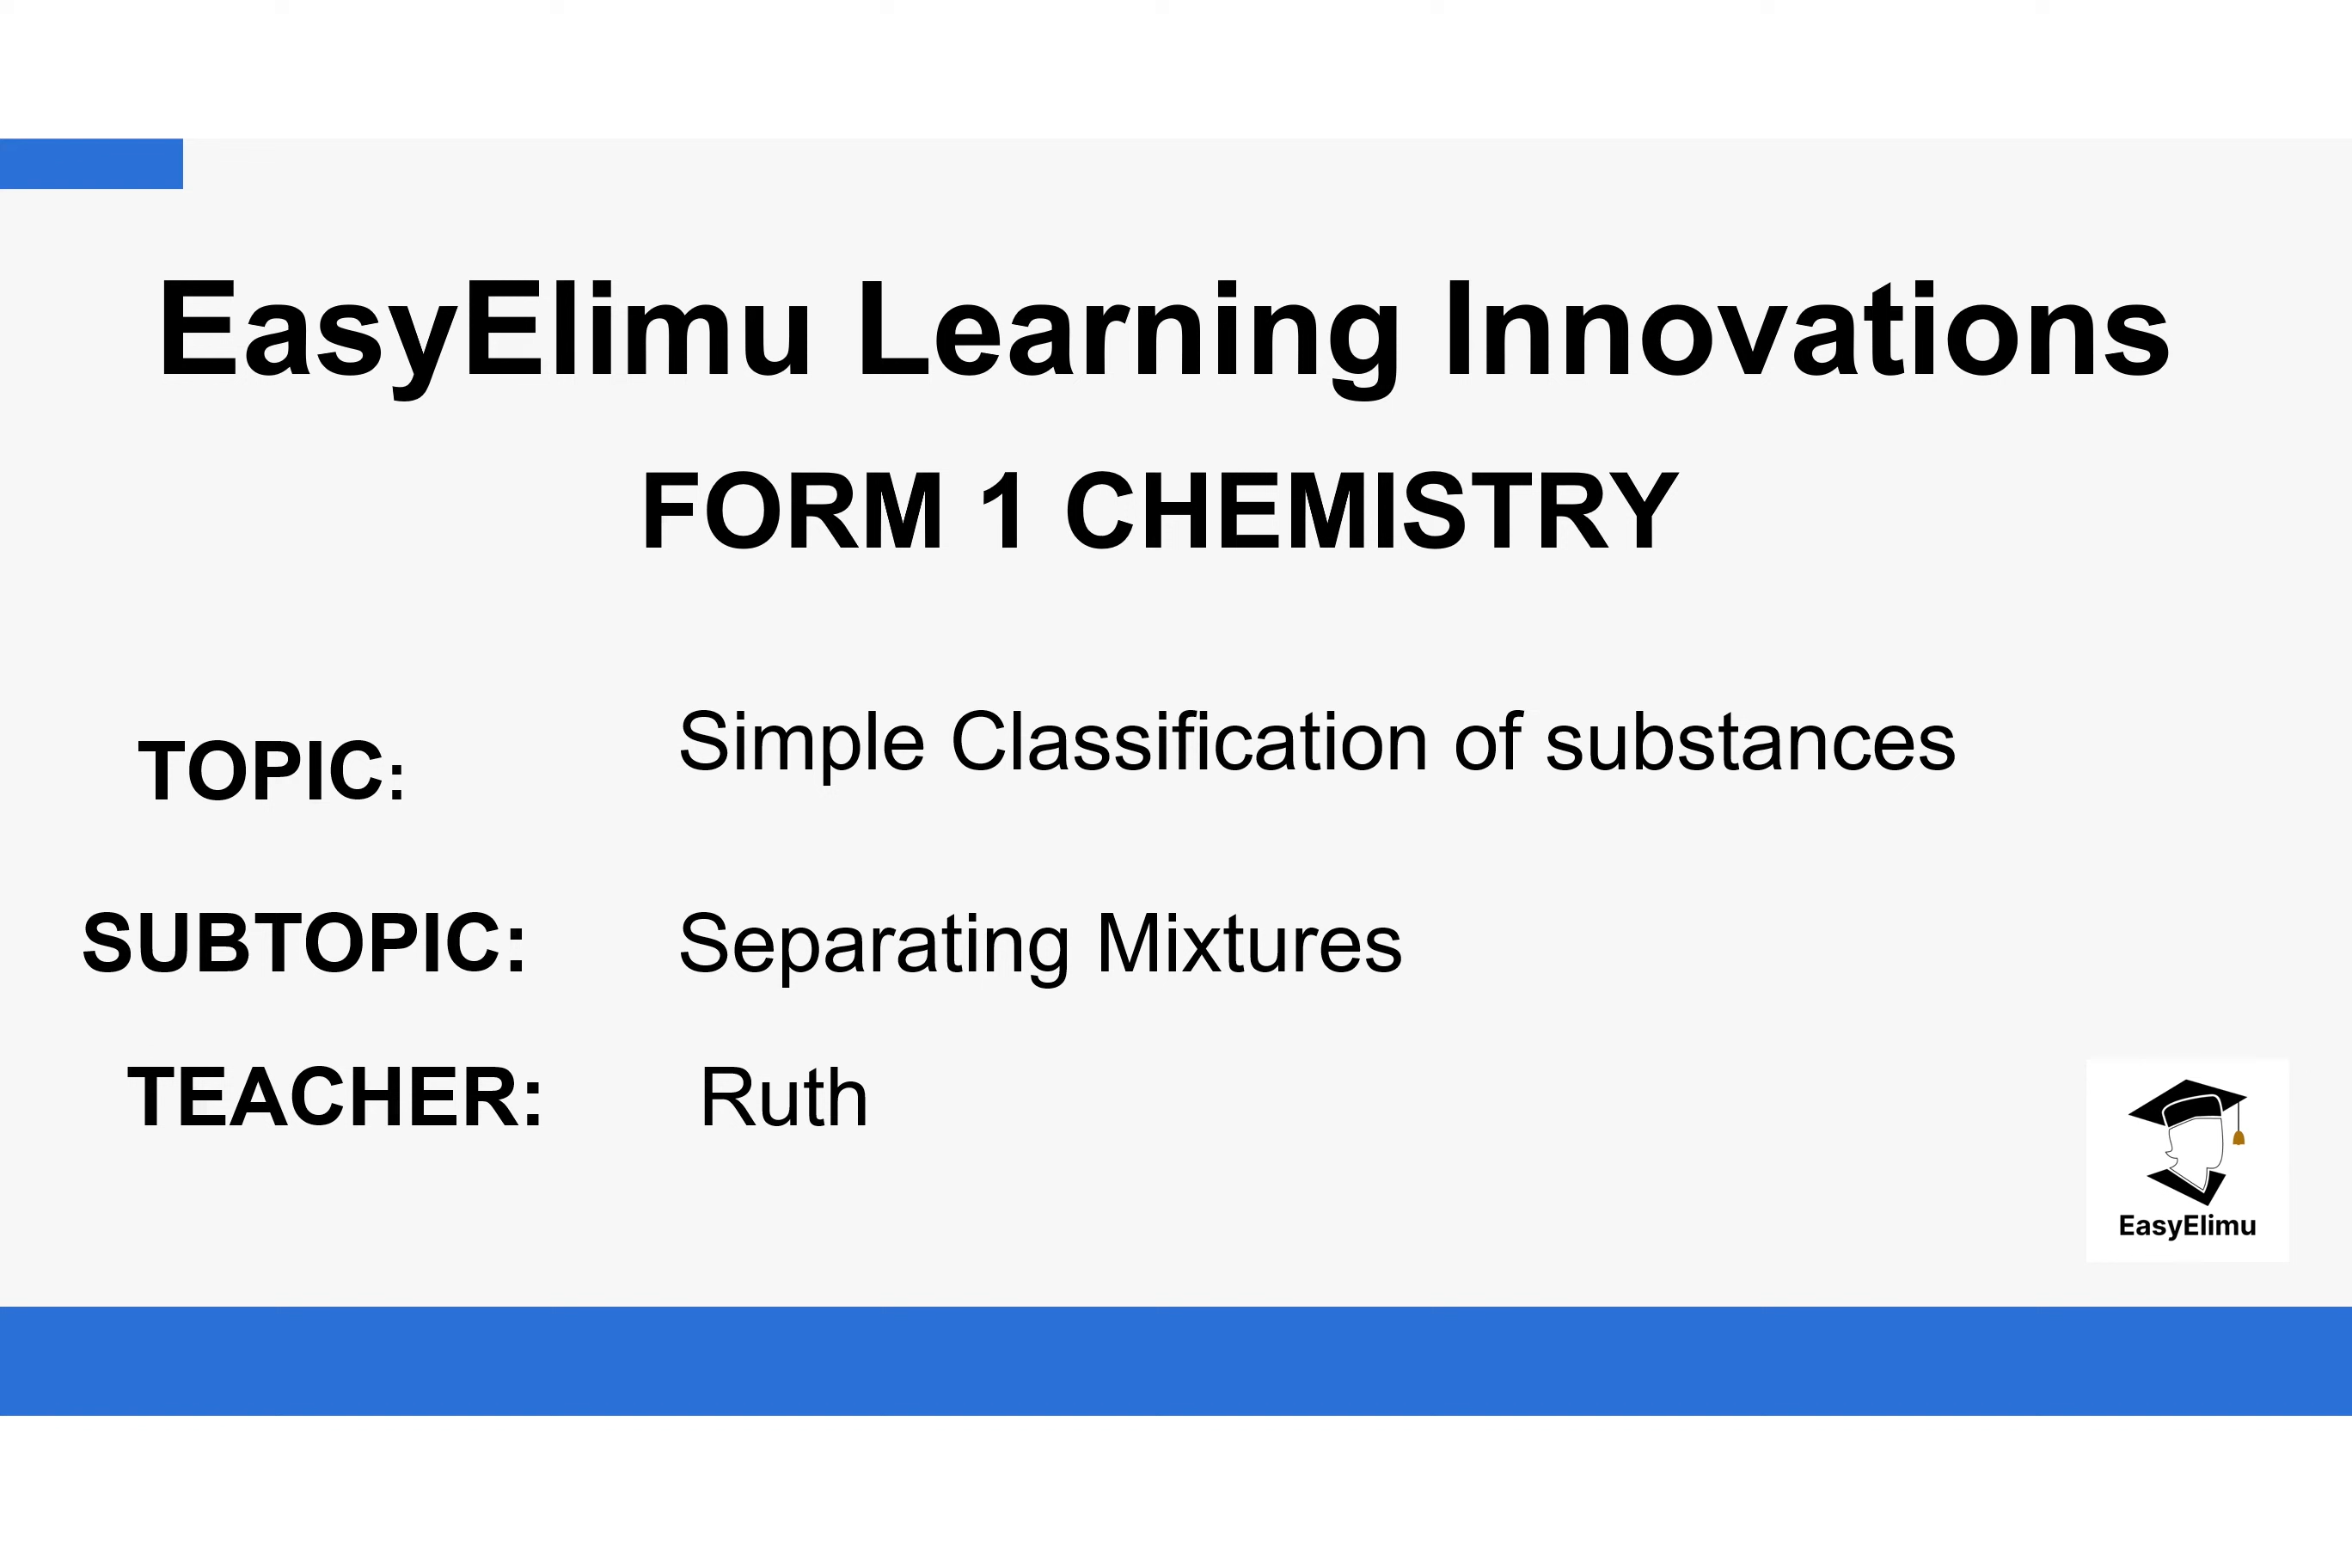 EasyElimu Learning Innovations
FORM 1 CHEMISTRY
TOPIC: Simple Classification of substances
SUBTOPIC: Separating Mixtures
TEACHER: Ruth
EasyElimu